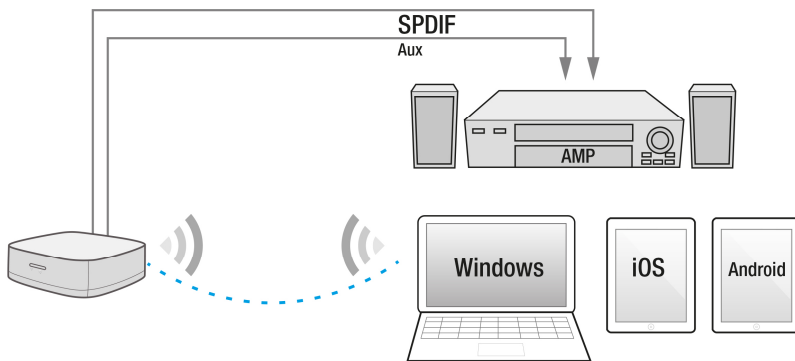 SPDIF
Aux
AMP
Windows
iOS
Android